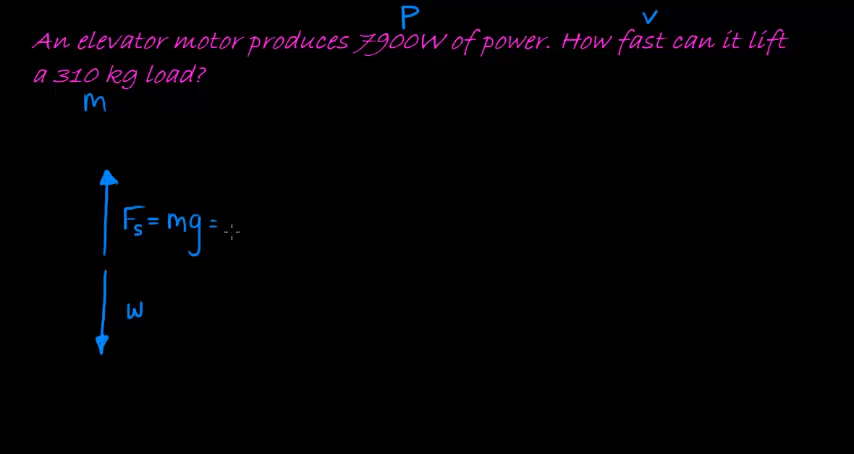 P v
An elevator motor produces 7900W of power. How fast can it lift
a 310 kg load?
m
Fs = mg =
w